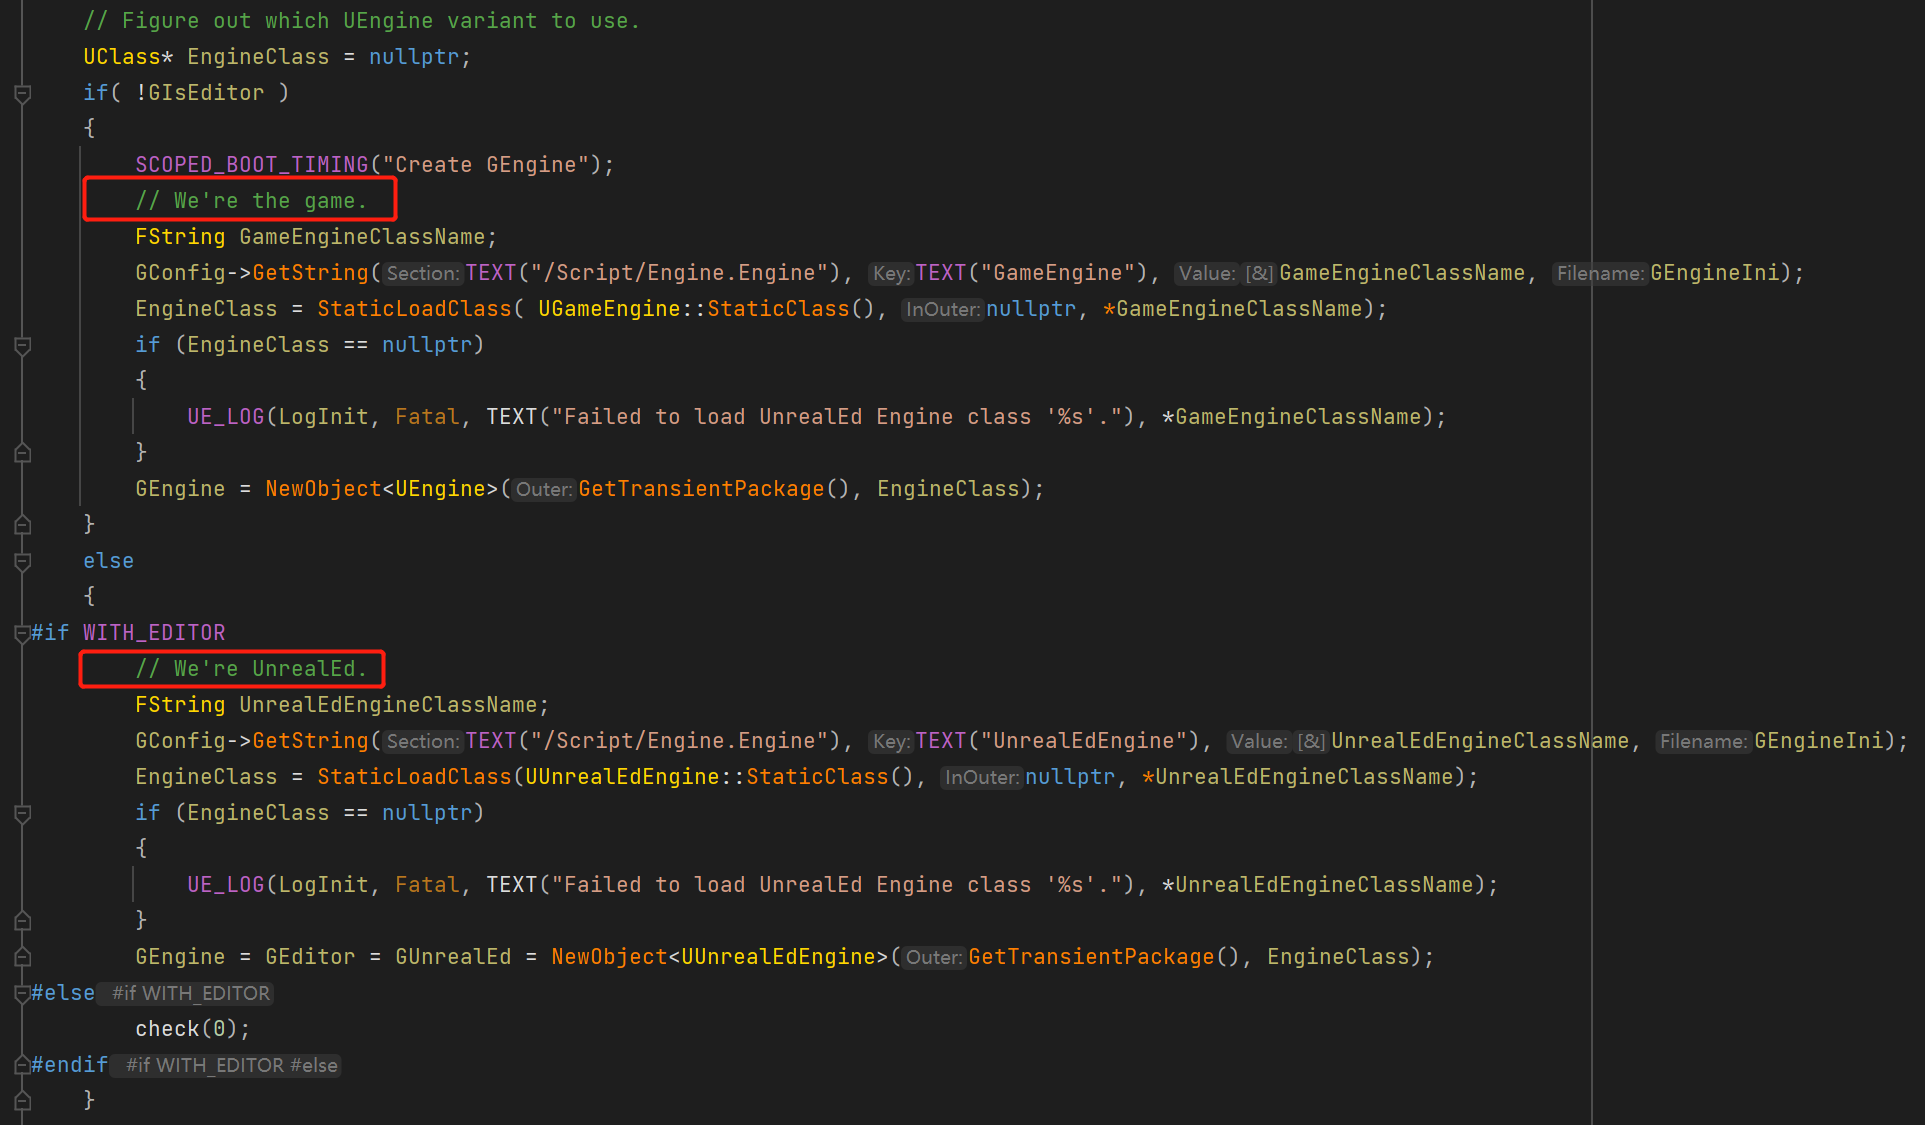 // Figure out which UEngine variant to use.
UClass* EngineClass = nullptr;
if( !GIsEditor )
{
SCOPED_BOOT_TIMING("Create GEngine");
// We're the game.
FString GameEngineClassName;
GConfig->GetString(Section:TEXT("/Script/Engine.Engine"), Key:TEXT("GameEngine"), Value: [&]GameEngineClassName, Filename:GEngineIni);
EngineClass = StaticLoadClass( UGameEngine::StaticClass(), InOuter:nullptr, *GameEngineClassName);
if (EngineClass == nullptr)
{
UE_LOG(LogInit, Fatal, TEXT("Failed to load UnrealEd Engine class '%s'."), *GameEngineClassName);
}
GEngine = NewObject<UEngine>(Outer:GetTransientPackage(), EngineClass);
}
else
{
#if WITH_EDITOR
// We're UnrealEd.
FString UnrealEdEngineClassName;
GConfig->GetString(Section:TEXT("/Script/Engine.Engine"), Key:TEXT("UnrealEdEngine"), Value: [&]UnrealEdEngineClassName, Filename:GEngineIni);
EngineClass = StaticLoadClass(UUnrealEdEngine::StaticClass(), InOuter:nullptr, *UnrealEdEngineClassName);
if (EngineClass == nullptr)
{
UE_LOG(LogInit, Fatal, TEXT("Failed to load UnrealEd Engine class '%s'."), *UnrealEdEngineClassName);
}
GEngine = GEditor = GUnrealEd = NewObject<UUnrealEdEngine>(Outer:GetTransientPackage(), EngineClass);
#else #if WITH_EDITOR
check(0);
#endif #if WITH_EDITOR #else
}